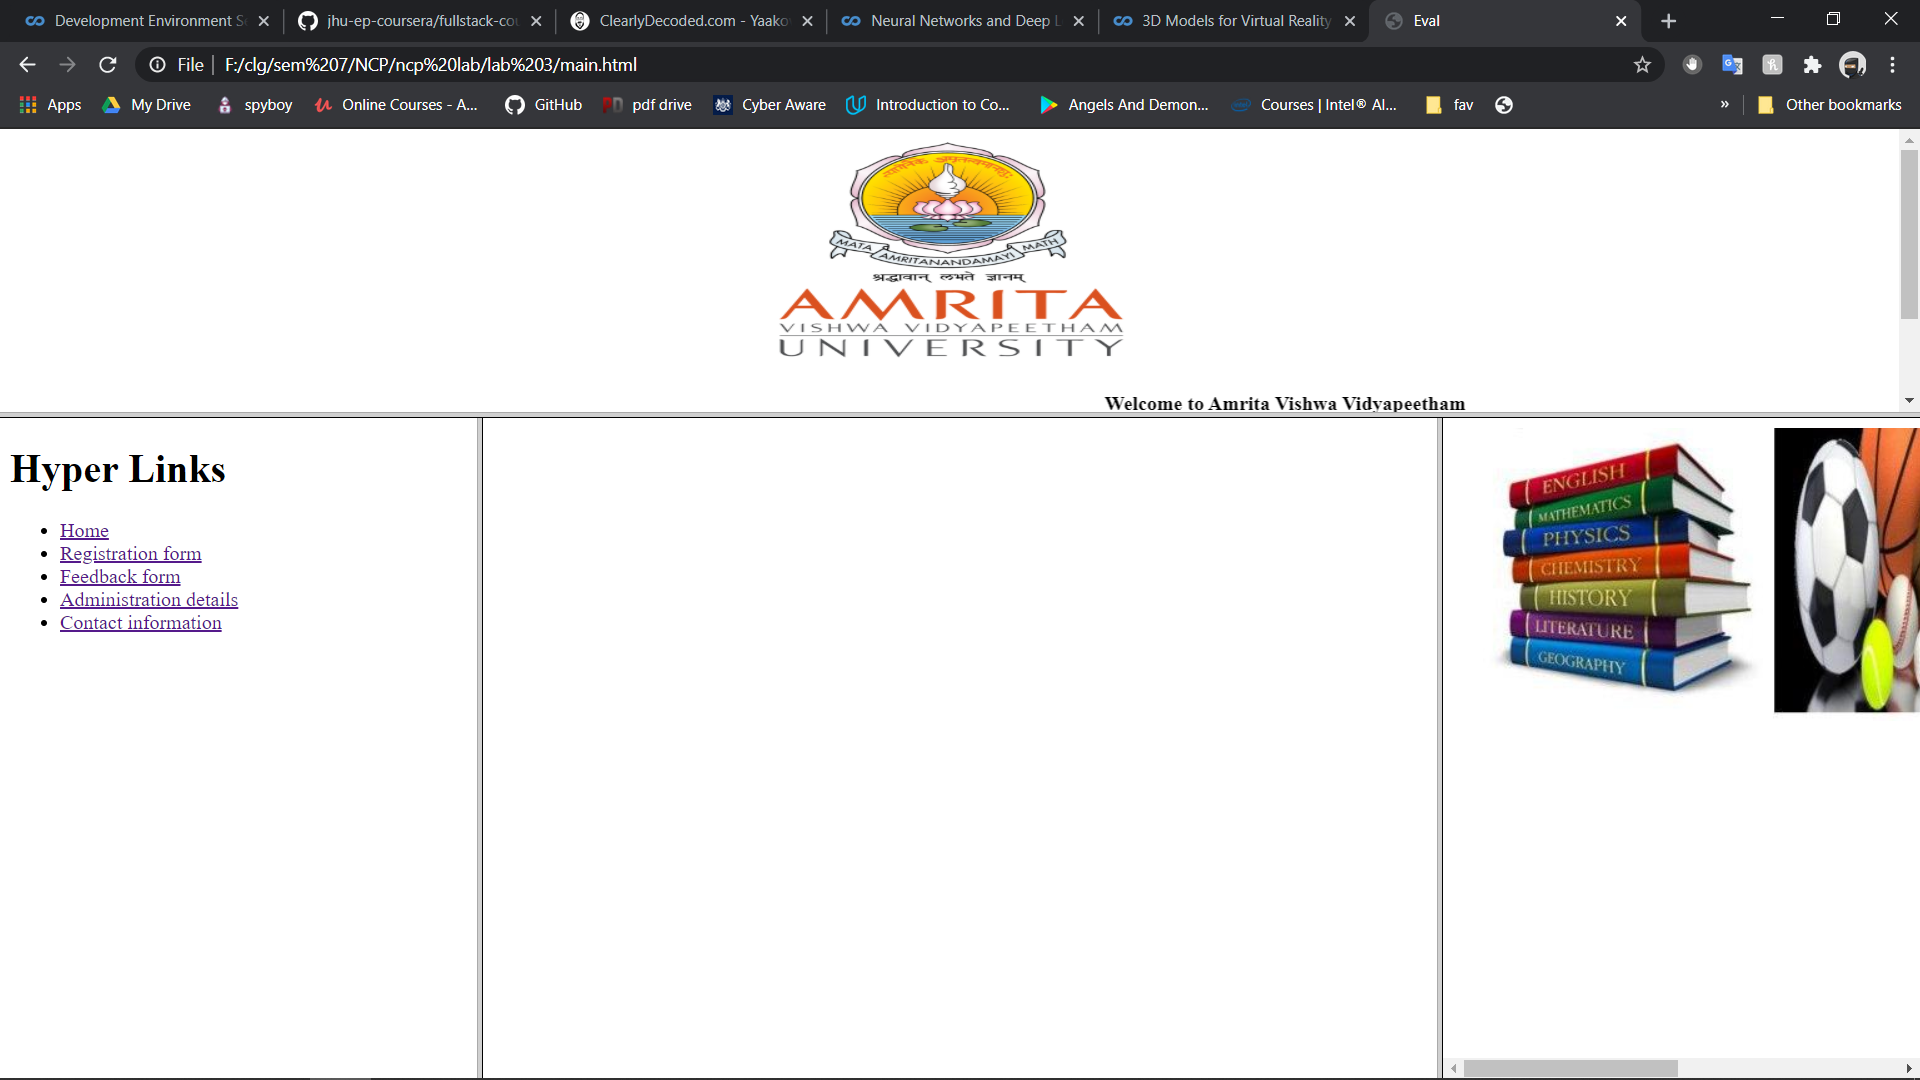 Development Environment S
jhu-ep-coursera/fullstack-cou
ClearlyDecoded.com - Yaako
Neural Networks and Deep L
3D Models for Virtual Reality
Eval
File
F:/clg/sem%207/NCP/ncp%20lab/lab%203/main.html
Apps
My Drive
spyboy
Online Courses - A...
GitHub
pdf drive
Cyber Aware
Introduction to Co...
Angels And Demon...
Courses | Intel® AI...
fav
»
Other bookmarks
MATA AMRITANANDAMAYI MATH
श्रद्धावान् लभते ज्ञानम्
AMRITA
VISHWA VIDYAPEETHAM
UNIVERSITY
Welcome to Amrita Vishwa Vidyapeetham
Hyper Links
• Home
• Registration form
• Feedback form
• Administration details
• Contact information
ENGLISH
MATHEMATICS
PHYSICS
CHEMISTRY
HISTORY
LITERATURE
GEOGRAPHY